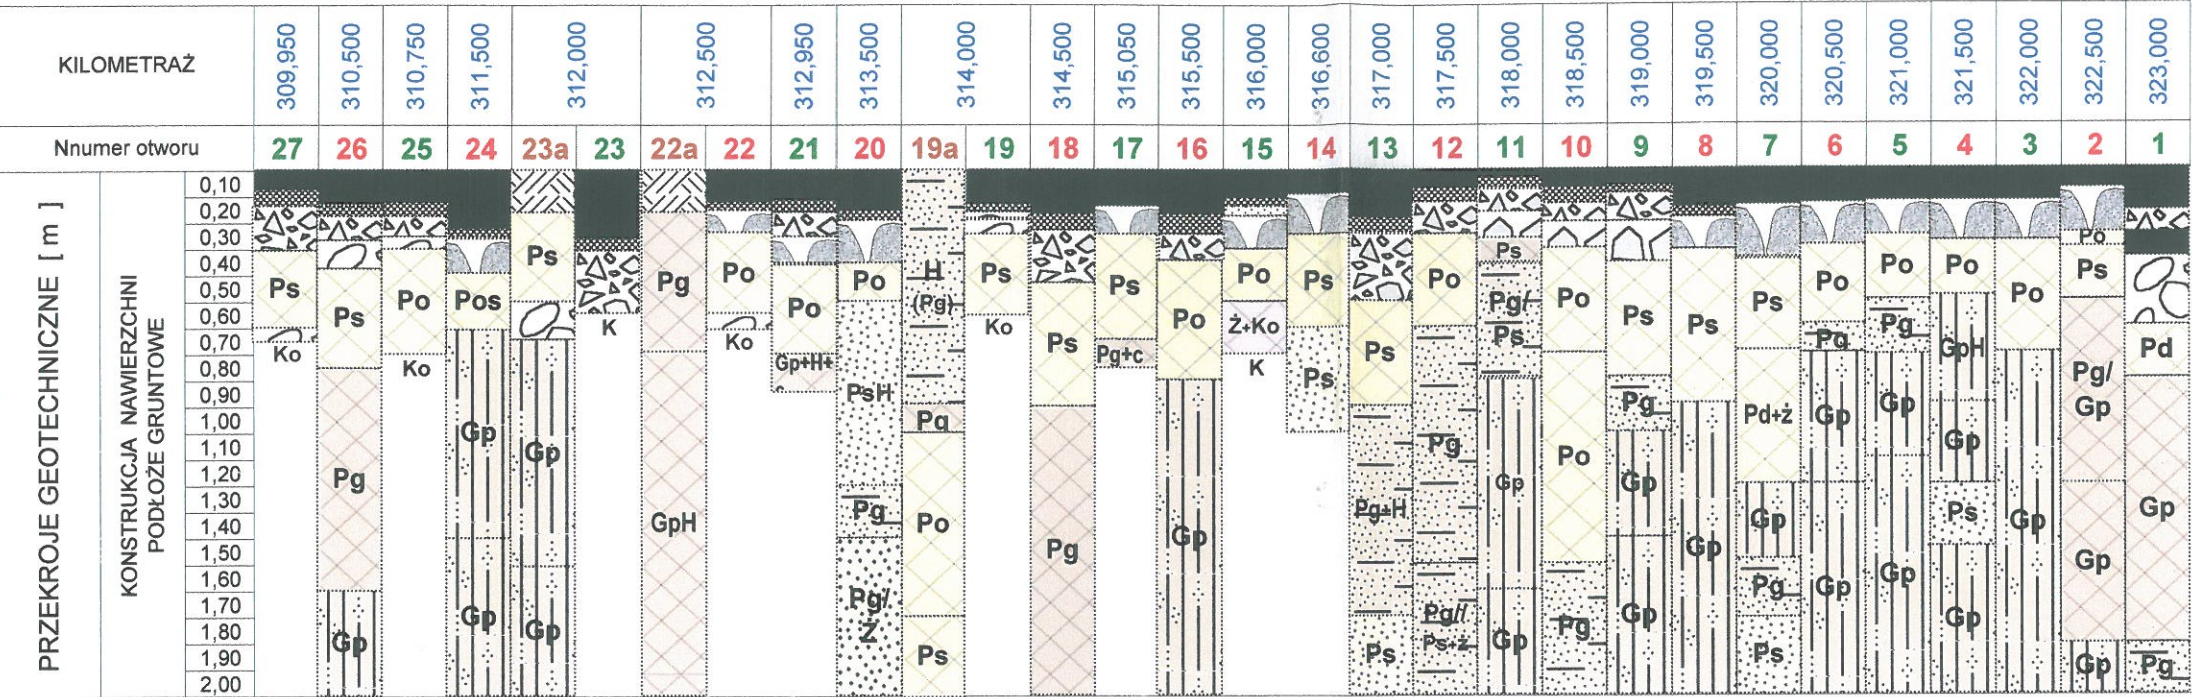 KILOMETRAŻ 309,950 310,500 310,750 311,500 312,000 312,500 312,950 313,500 314,000 314,500 315,050 315,500 316,000 316,600 317,000 317,500 318,000 318,500 319,000 319,500 320,000 320,500 321,000 321,500 322,000 322,500 323,000
Nnumer otworu 27 26 25 24 23a 23 22a 22 21 20 19a 19 18 17 16 15 14 13 12 11 10 9 8 7 6 5 4 3 2 1
PRZEKROJE GEOTECHNICZNE [ m ]
KONSTRUKCJA NAWIERZCHNI
PODŁOŻE GRUNTOWE
0,10
0,20
0,30
0,40
0,50
0,60
0,70
0,80
0,90
1,00
1,10
1,20
1,30
1,40
1,50
1,60
1,70
1,80
1,90
2,00
Ps
Ko
Ps
Pg
Gp
Po
Ko
Pos
Gp
Gp
Ps
Gp
Gp
K
Pg
GpH
Po
Ko
Po
Gp+H+
Po
PsH
Pg
Pg/
Ż
H
(Pg)
Pg
Po
Ps
Ps
Ko
Ps
Pg
Ps
Pg+c
Po
Gp
Po
Ż+Ko
K
Ps
Ps
Ps
Pg+H
Ps
Po
Pg
Pg//
Ps+ż
Ps
Pg/
Ps
Gp
Gp
Po
Po
Pg
Ps
Pg
Gp
Gp
Ps
Gp
Ps
Pd+ż
Gp
Pg
Ps
Po
Pg
Gp
Gp
Po
Pg
Gp
Gp
Po
GpH
Gp
Ps
Gp
Po
Gp
Po
Ps
Pg/
Gp
Gp
Gp
Pd
Gp
Pg